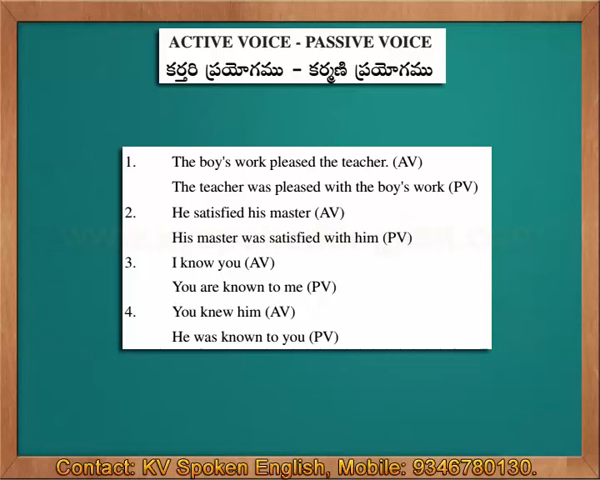 ACTIVE VOICE - PASSIVE VOICE
కర్తరి ప్రయోగము - కర్మణి ప్రయోగము
1. The boy's work pleased the teacher. (AV)
The teacher was pleased with the boy's work (PV)
2. He satisfied his master (AV)
His master was satisfied with him (PV)
3. I know you (AV)
You are known to me (PV)
4. You knew him (AV)
He was known to you (PV)
Contact: KV Spoken English, Mobile: 9346780130.